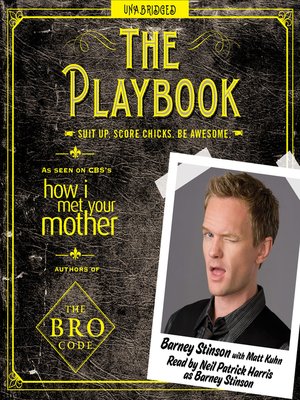 UNABRIDGED
THE
PLAYBOOK
SUIT UP. SCORE CHICKS. BE AWESOME.
AS SEEN ON CBS's
how i
met your
mother
AUTHORS OF
THE
BRO
CODE
Barney Stinson with Matt Kuhn
Read by Neil Patrick Harris
as Barney Stinson